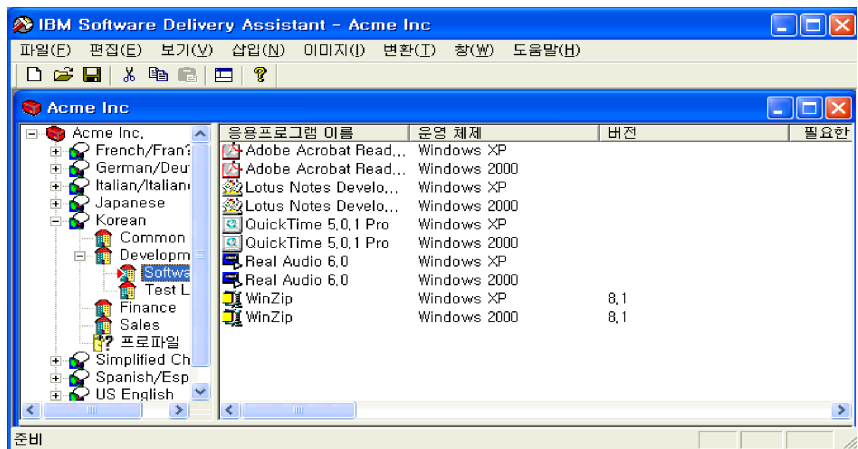 IBM Software Delivery Assistant - Acme Inc
파일(F) 편집(E) 보기(V) 삽입(N) 이미지(I) 변환(T) 창(W) 도움말(H)
Acme Inc
Acme Inc.
French/Fran?
German/Deu
Italian/Italian
Japanese
Korean
Common
Developm
Softwa
Test L
Finance
Sales
프로파일
Simplified Ch
Spanish/Esp
US English
응용프로그램 이름 운영 체제 버전 필요한
Adobe Acrobat Read... Windows XP
Adobe Acrobat Read... Windows 2000
Lotus Notes Develo... Windows XP
Lotus Notes Develo... Windows 2000
QuickTime 5.0.1 Pro Windows XP
QuickTime 5.0.1 Pro Windows 2000
Real Audio 6.0 Windows XP
Real Audio 6.0 Windows 2000
WinZip Windows XP 8.1
WinZip Windows 2000 8.1
준비